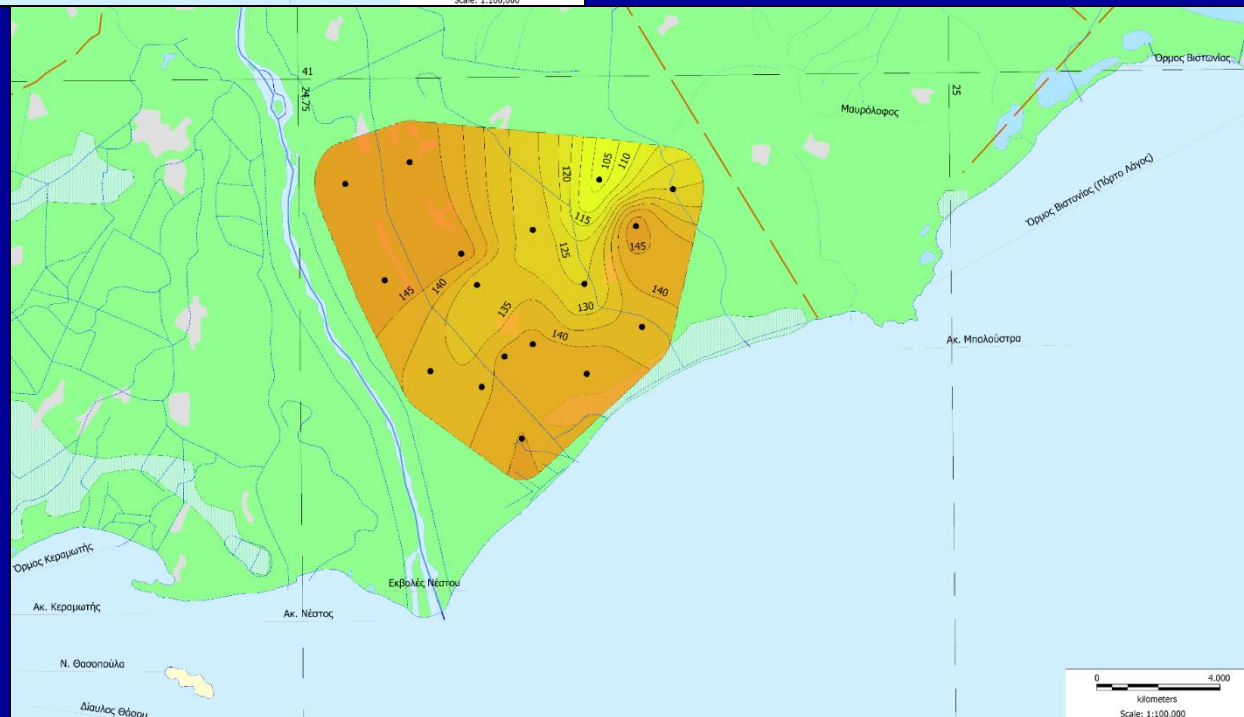 Scale: 1:100,000
41
24.75
25
Όρμος Βιστωνίας
Μαυρόλοφος
Όρμος Βιστονίας (Πόρτο Λάγος)
105
110
120
115
125
145
145
140
140
135
130
140
Ακ. Μπαλούστρα
Όρμος Κεραμωτής
Εκβολές Νέστου
Ακ. Κεραμωτής
Ακ. Νέστος
Ν. Θασοπούλα
Δίαυλος Θάσου
0 4.000
kilometers
Scale: 1:100,000